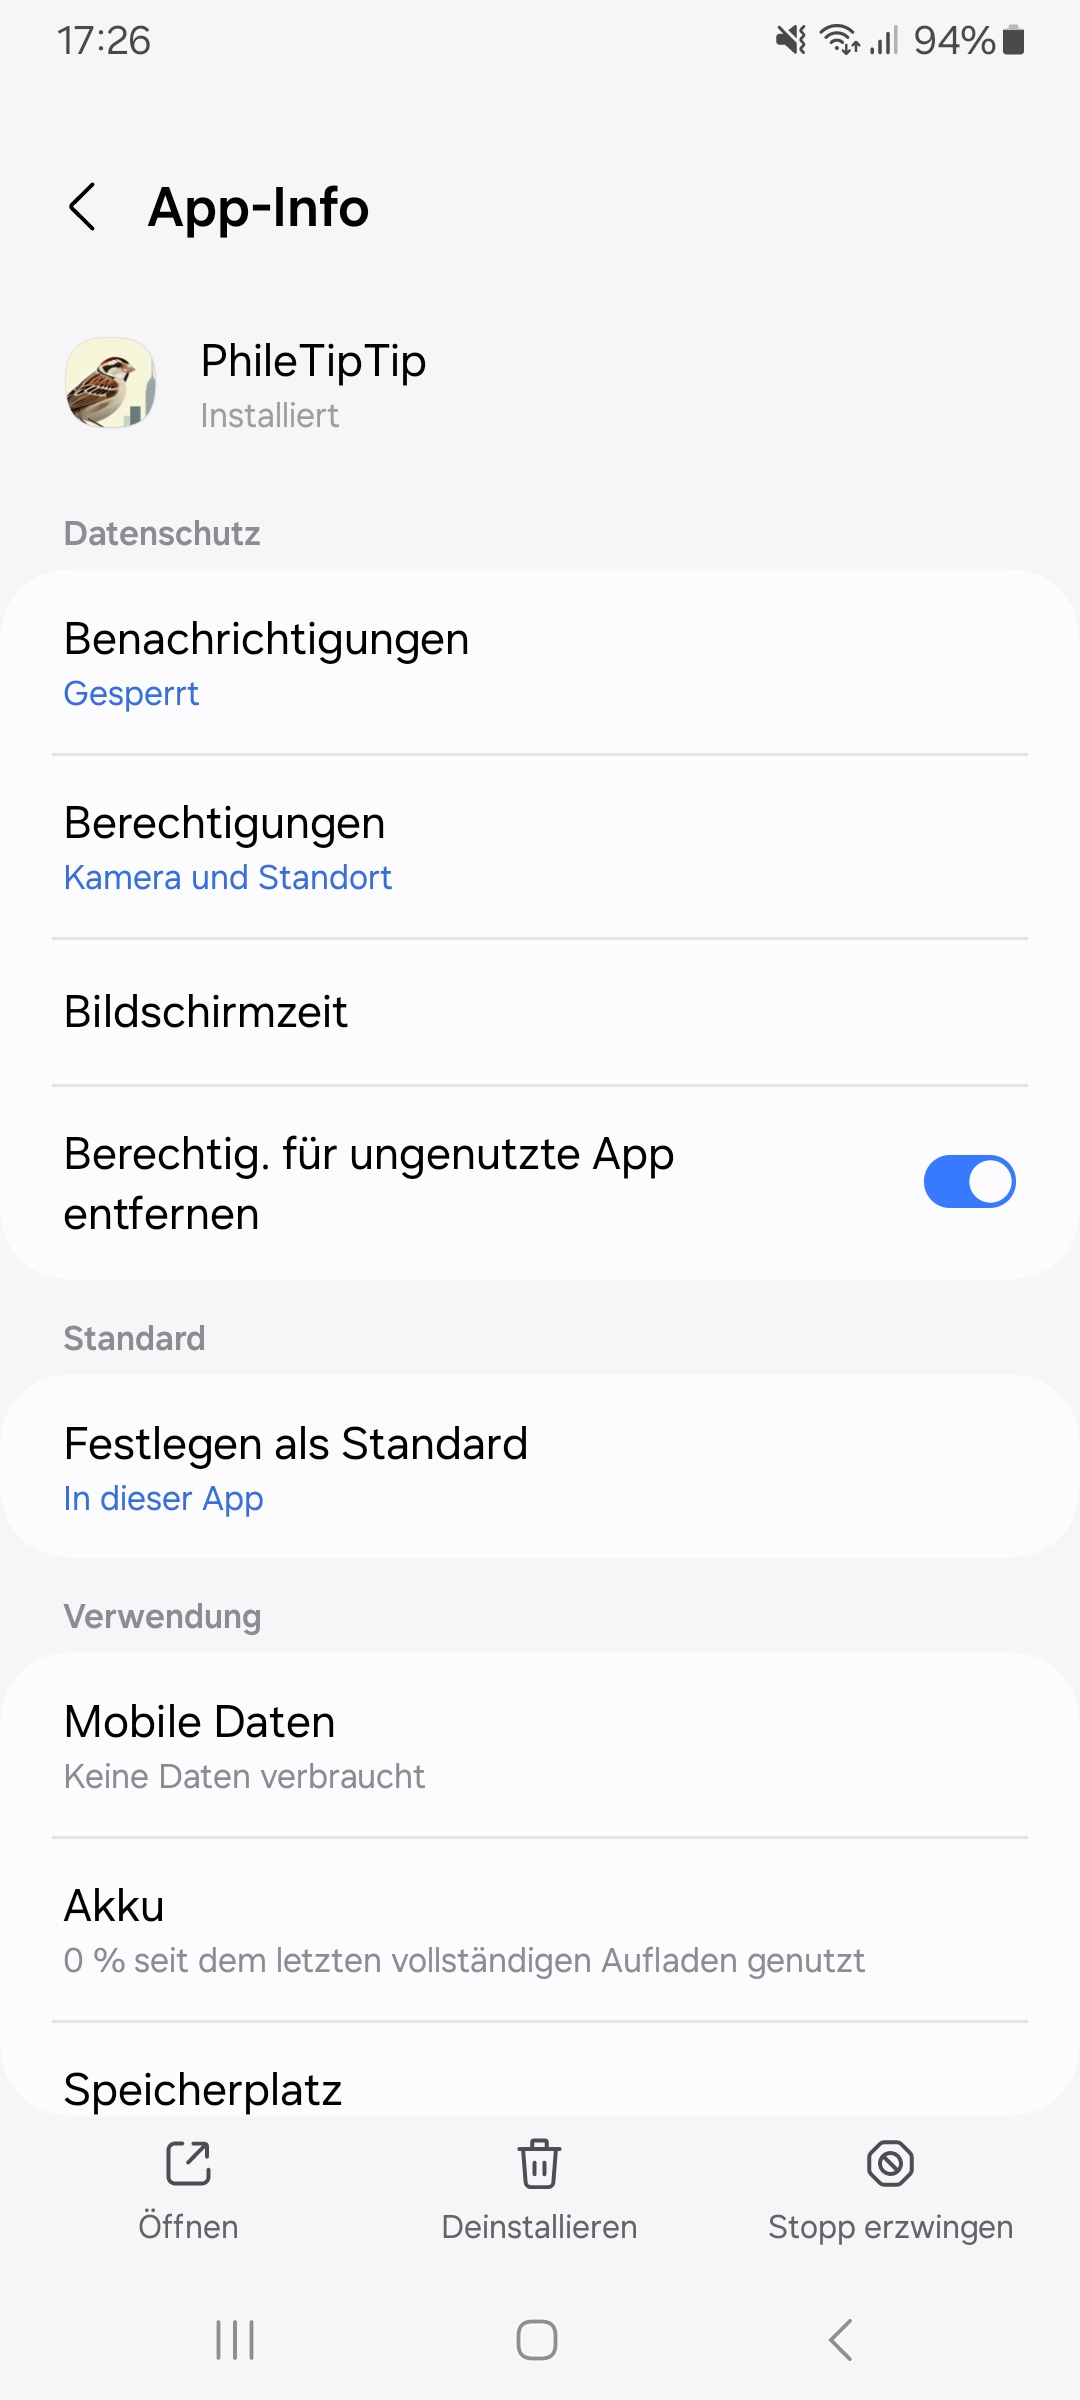 17:26
94%
App-Info
PhileTipTip
Installiert
Datenschutz
Benachrichtigungen
Gesperrt
Berechtigungen
Kamera und Standort
Bildschirmzeit
Berechtig. für ungenutzte App
entfernen
Standard
Festlegen als Standard
In dieser App
Verwendung
Mobile Daten
Keine Daten verbraucht
Akku
0 % seit dem letzten vollständigen Aufladen genutzt
Speicherplatz
Öffnen
Deinstallieren
Stopp erzwingen